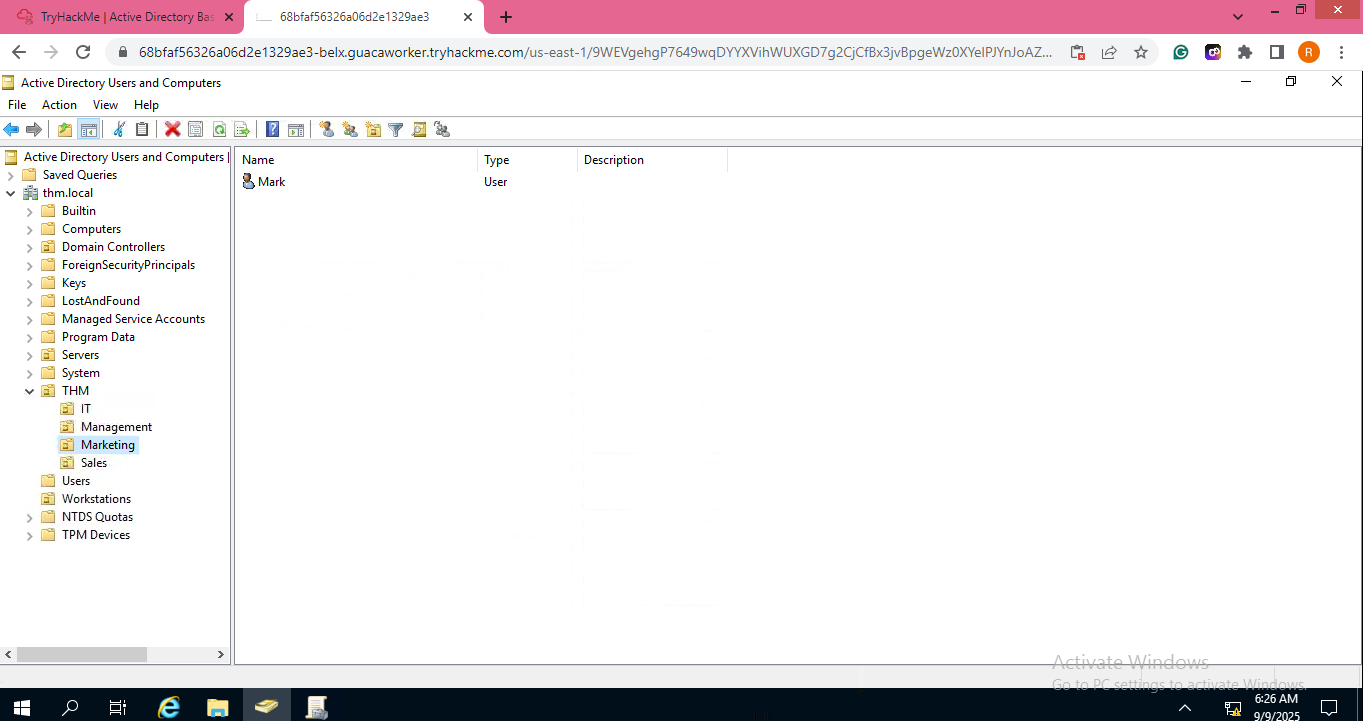 TryHackMe | Active Directory Bas
68bfaf56326a06d2e1329ae3
68bfaf56326a06d2e1329ae3-belx.guacaworker.tryhackme.com/us-east-1/9WEVgehgP7649wqDYYXVihWUXGD7g2CjCfBx3jvBpgeWz0XYeIPJYnJoAZ...
R
Active Directory Users and Computers
File Action View Help
Active Directory Users and Computers
Name Type Description
Saved Queries
Mark User
thm.local
Builtin
Computers
Domain Controllers
ForeignSecurityPrincipals
Keys
LostAndFound
Managed Service Accounts
Program Data
Servers
System
THM
IT
Management
Marketing
Sales
Users
Workstations
NTDS Quotas
TPM Devices
Activate Windows
Go to PC settings to activate Windows.
6:26 AM
9/9/2025